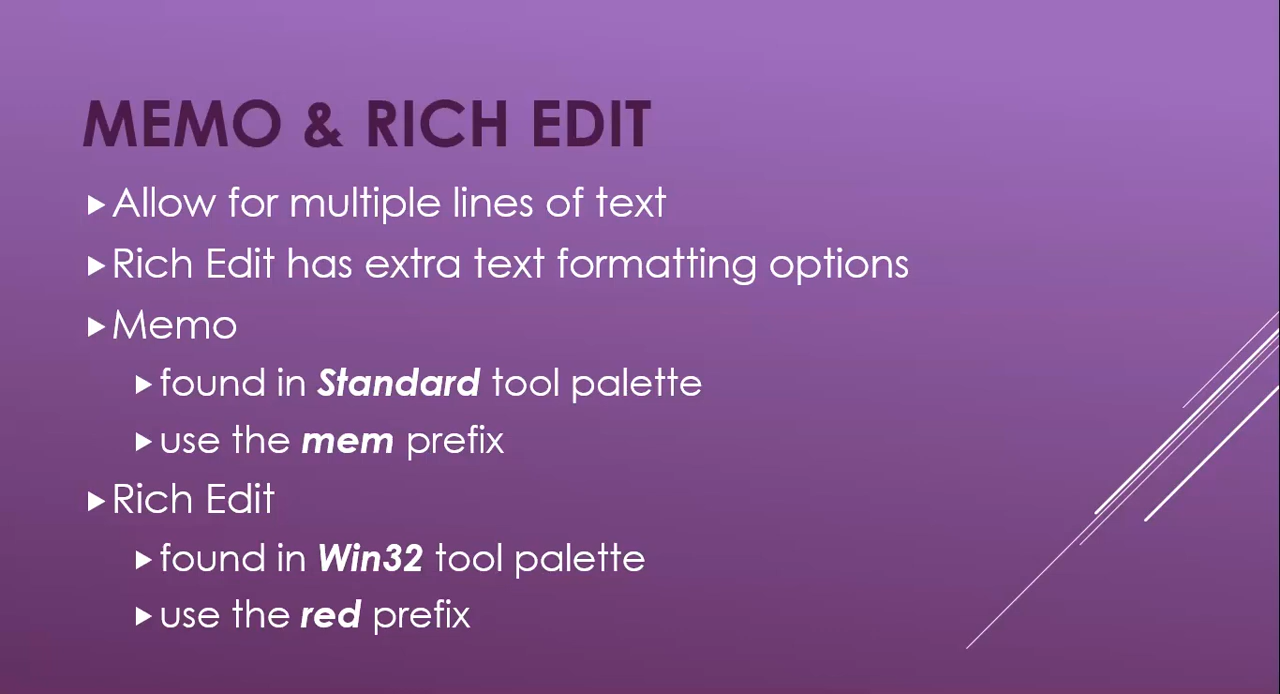 MEMO & RICH EDIT
Allow for multiple lines of text
Rich Edit has extra text formatting options
Memo
found in Standard tool palette
use the mem prefix
Rich Edit
found in Win32 tool palette
use the red prefix